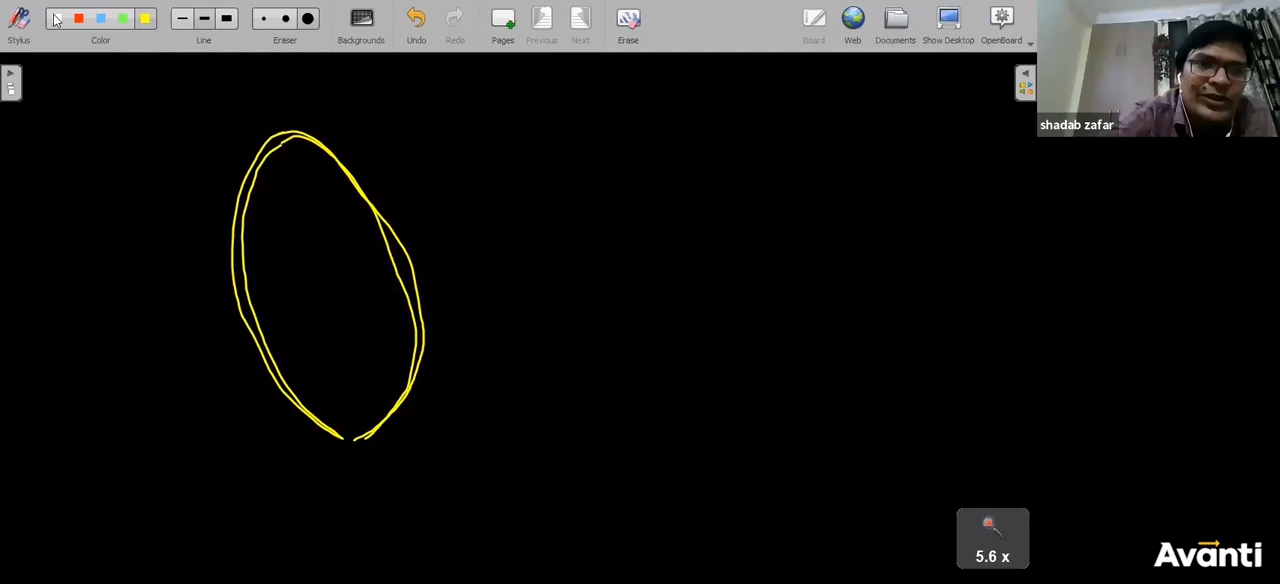 Stylus Color Line Eraser Backgrounds Undo Redo Pages Previous Next Erase Board Web Documents Show Desktop OpenBoard
shadab zafar
5.6 x
Avanti